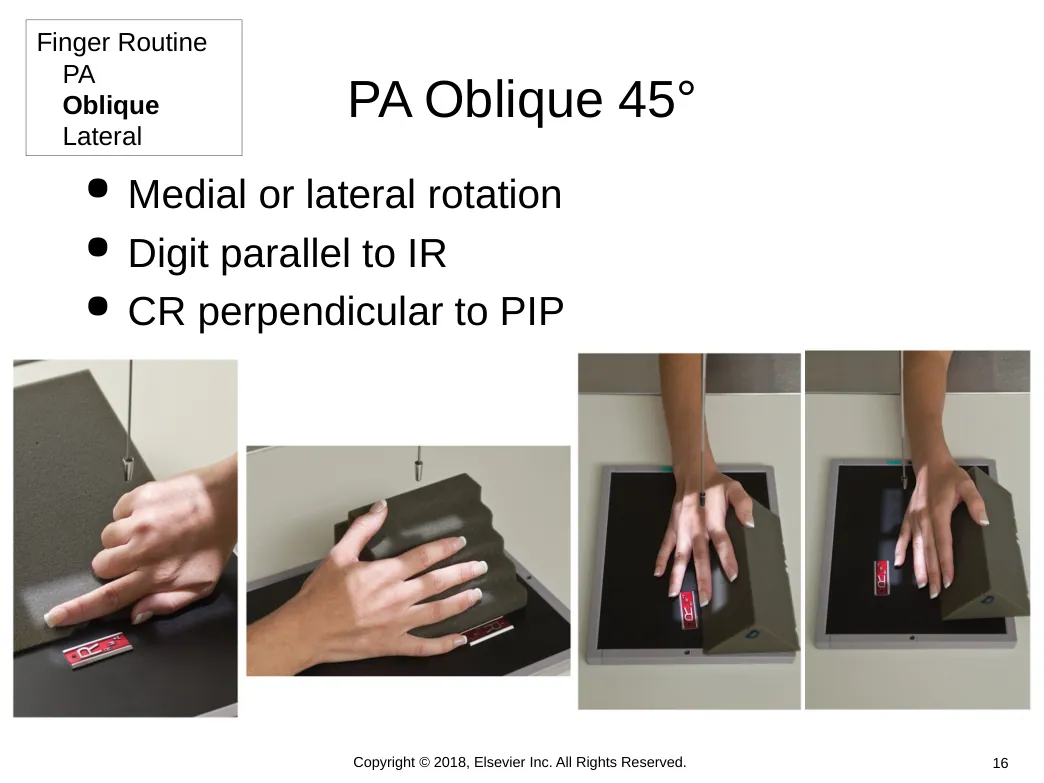 Finger Routine
PA
Oblique
Lateral
PA Oblique 45°
• Medial or lateral rotation
• Digit parallel to IR
• CR perpendicular to PIP
R
R
R
R
Copyright © 2018, Elsevier Inc. All Rights Reserved.
16